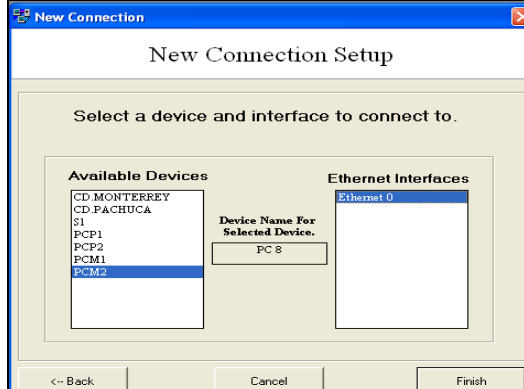 New Connection
New Connection Setup
Select a device and interface to connect to.
Available Devices
CD.MONTERREY
CD.PACHUCA
S1
PCP1
PCP2
PCM1
PCM2
Device Name For
Selected Device.
PC 8
Ethernet Interfaces
Ethernet 0
<-- Back
Cancel
Finish